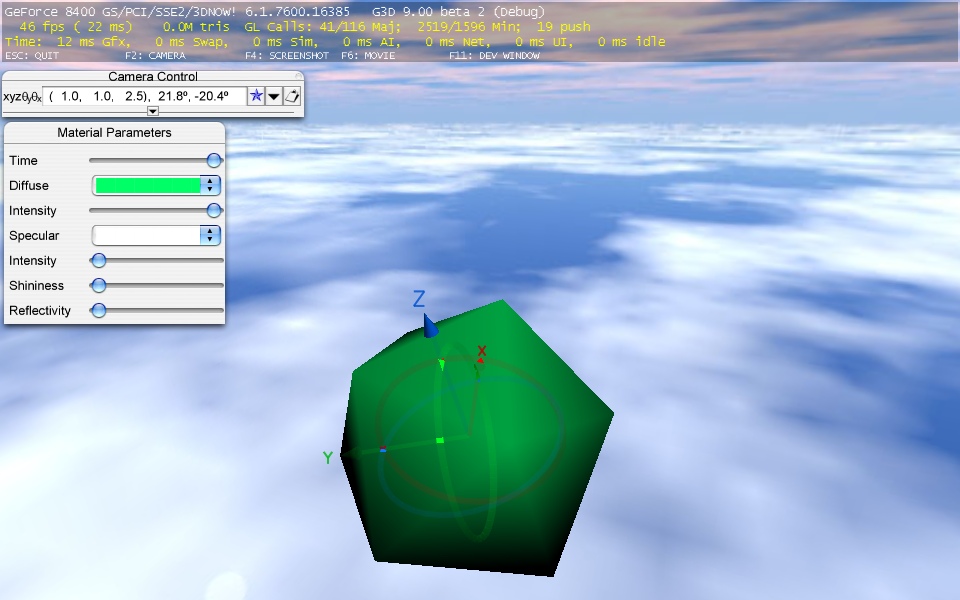 GeForce 8400 GS/PCI/SSE2/3DNOW! 6.1.7600.16385 G3D 9.00 beta 2 (Debug)
46 fps ( 22 ms) 0.0M tris GL Calls: 41/116 Maj; 2519/1596 Min; 19 push
Time: 12 ms Gfx, 0 ms Swap, 0 ms Sim, 0 ms AI, 0 ms Net, 0 ms UI, 0 ms idle
ESC: QUIT F2: CAMERA F4: SCREENSHOT F6: MOVIE F11: DEV WINDOW
Camera Control
xyzθyθx ( 1.0, 1.0, 2.5), 21.8º, -20.4º
Material Parameters
Time
Diffuse
Intensity
Specular
Intensity
Shininess
Reflectivity
Z
X
Y